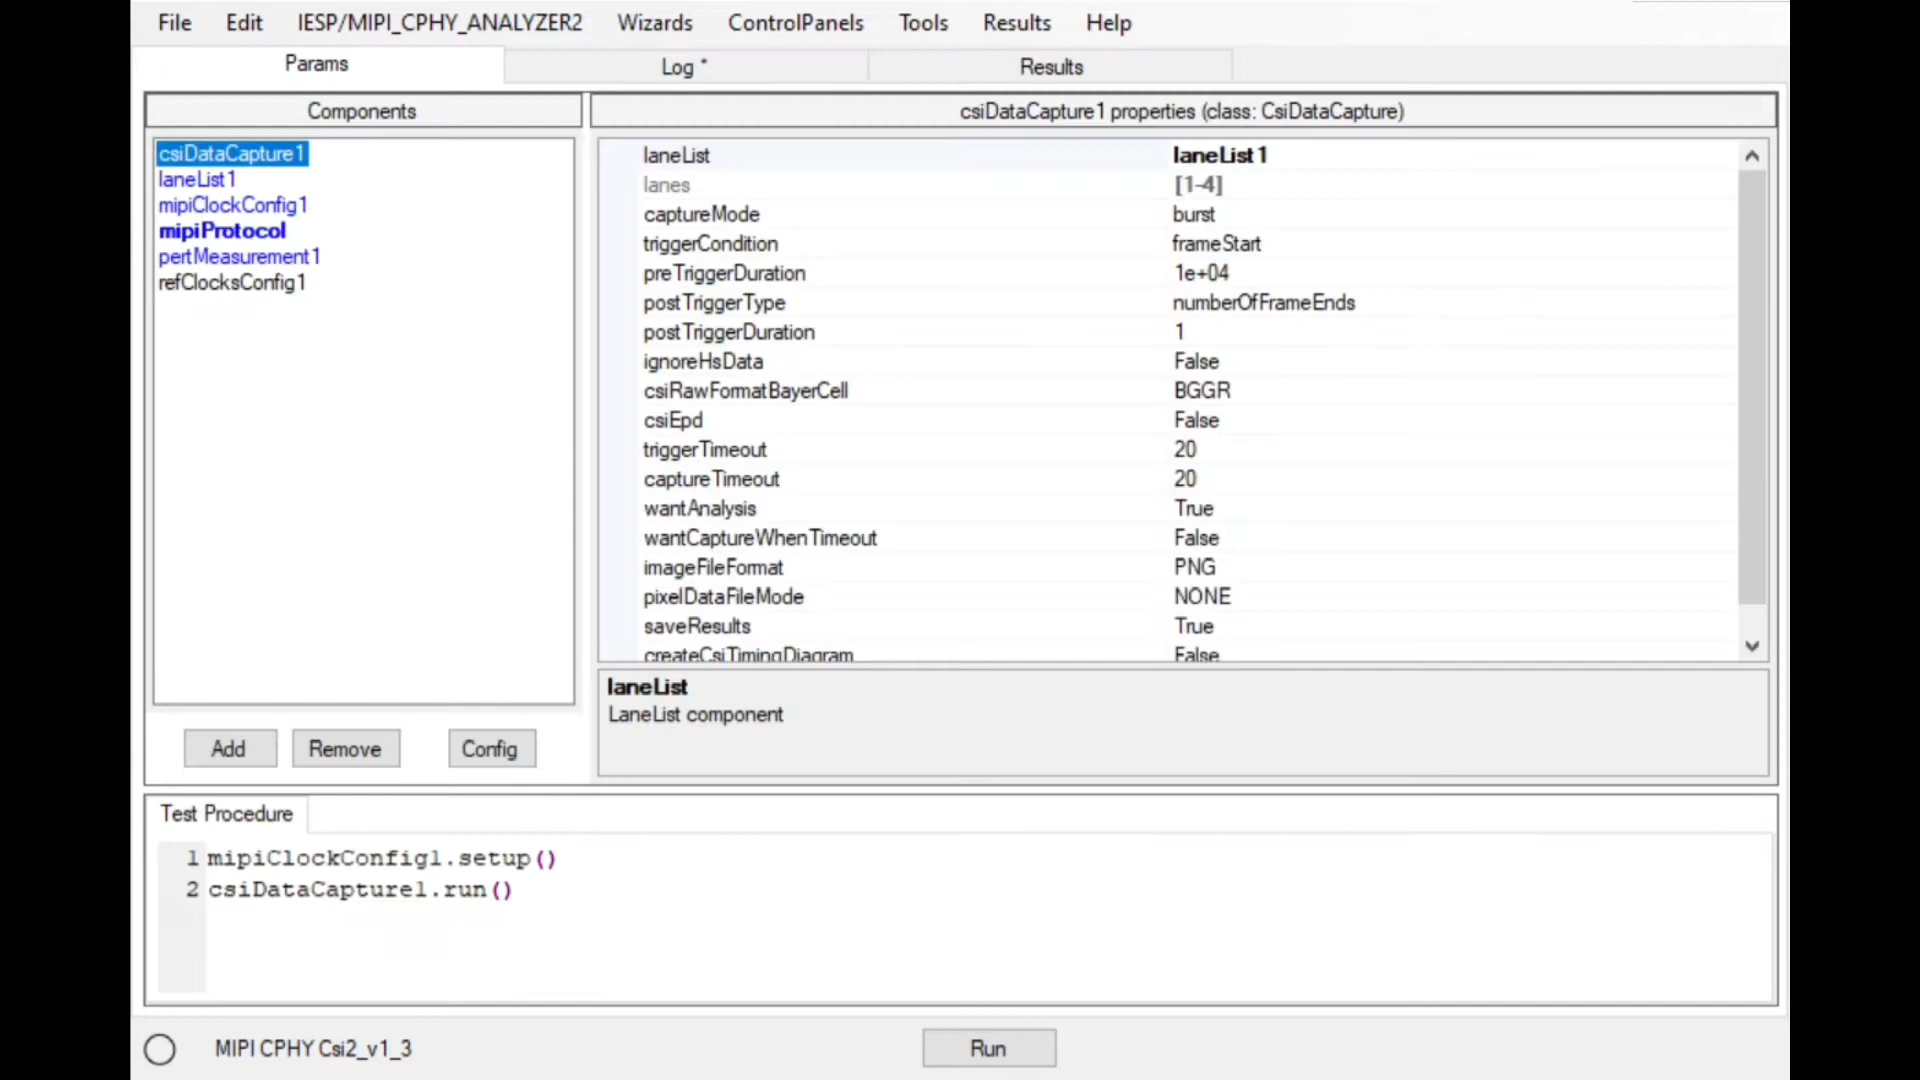 File Edit IESP/MIPI_CPHY_ANALYZER2 Wizards ControlPanels Tools Results Help
Params Log * Results
Components
csiDataCapture1
laneList1
mipiClockConfig1
mipiProtocol
pertMeasurement1
refClocksConfig1
Add Remove Config
csiDataCapture1 properties (class: CsiDataCapture)
laneList laneList1
lanes [1-4]
captureMode burst
triggerCondition frameStart
preTriggerDuration 1e+04
postTriggerType numberOfFrameEnds
postTriggerDuration 1
ignoreHsData False
csiRawFormatBayerCell BGGR
csiEpd False
triggerTimeout 20
captureTimeout 20
wantAnalysis True
wantCaptureWhenTimeout False
imageFileFormat PNG
pixelDataFileMode NONE
saveResults True
createCsiTimingDiagram False
laneList
LaneList component
Test Procedure
1 mipiClockConfig1.setup()
2 csiDataCapture1.run()
MIPI CPHY Csi2_v1_3 Run